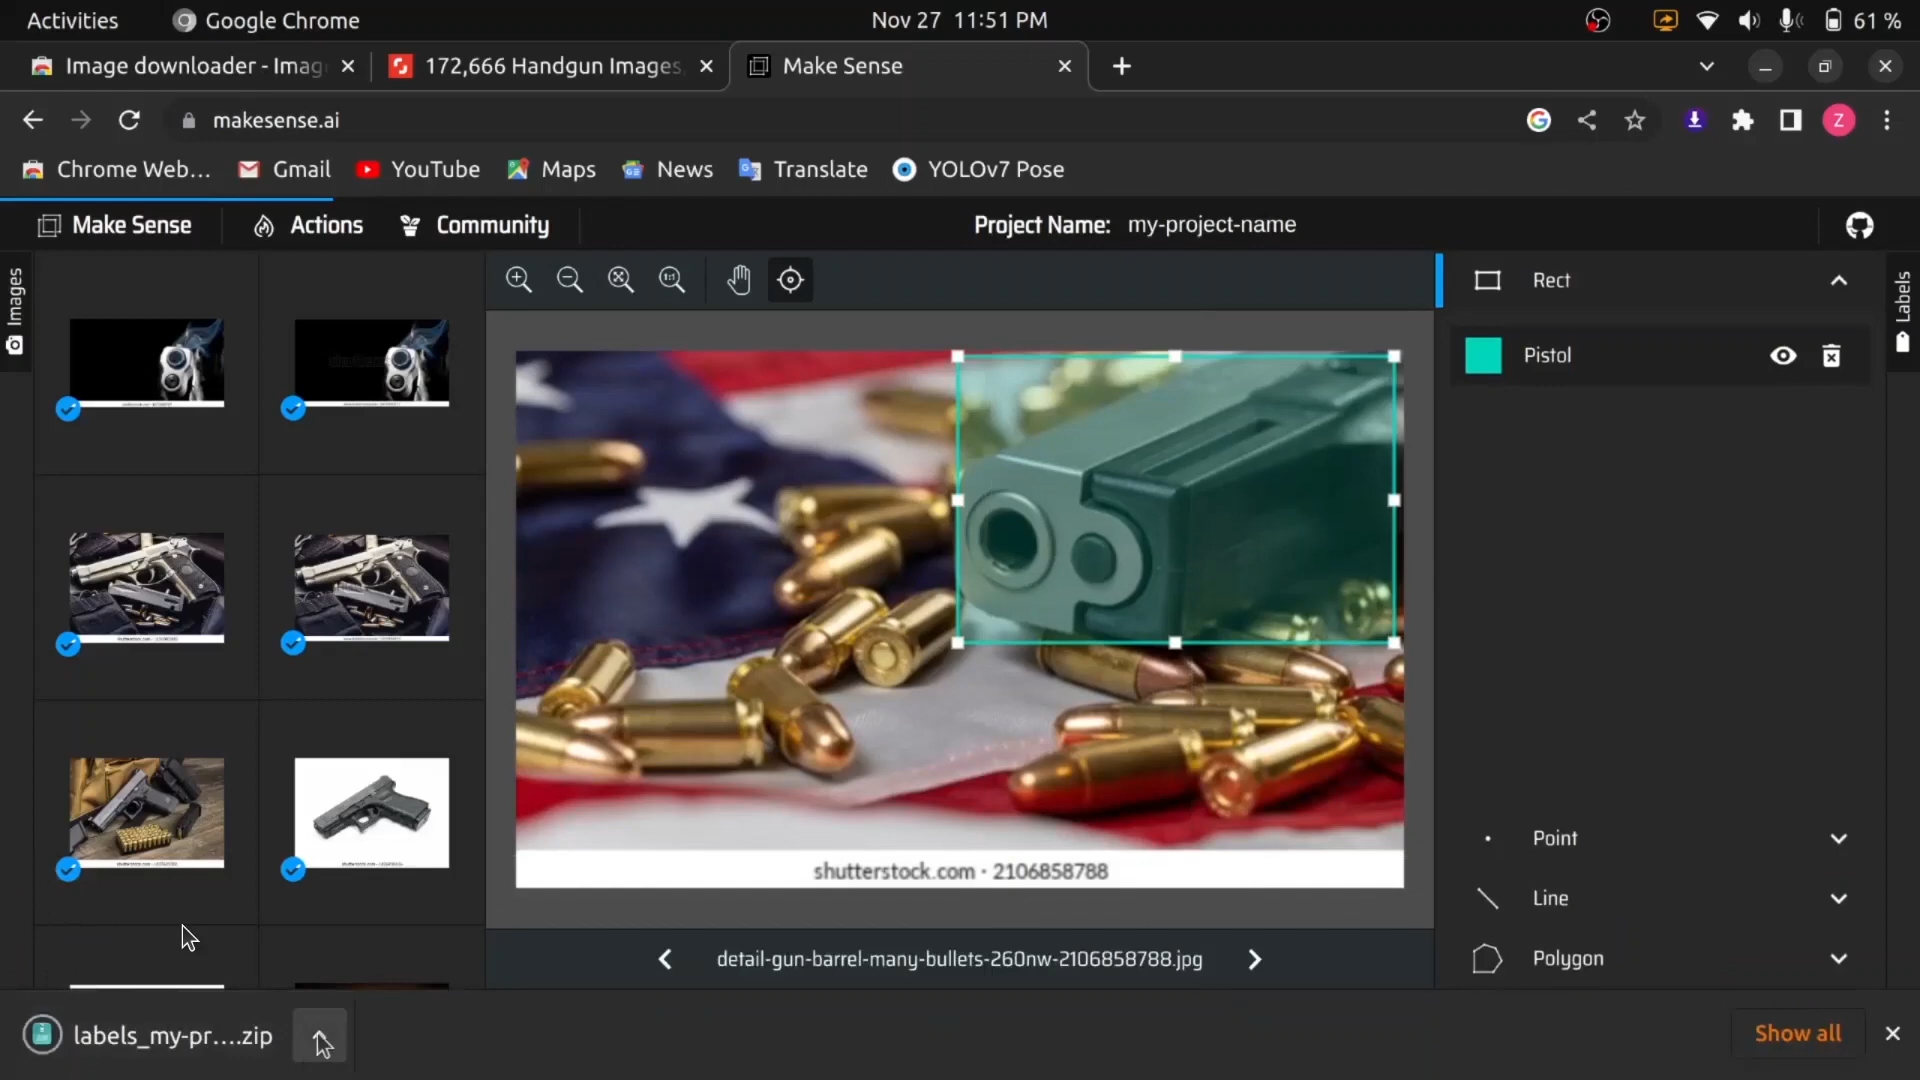 Activities
Google Chrome
Nov 27 11:51 PM
61 %
Image downloader - Imag
172,666 Handgun Images,
Make Sense
makesense.ai
Z
Chrome Web...
Gmail
YouTube
Maps
News
Translate
YOLOv7 Pose
Make Sense
Actions
Community
Project Name: my-project-name
Images
1:1
Rect
Labels
Pistol
shutterstock.com · 2106858788
Point
Line
Polygon
detail-gun-barrel-many-bullets-260nw-2106858788.jpg
labels_my-pr....zip
Show all